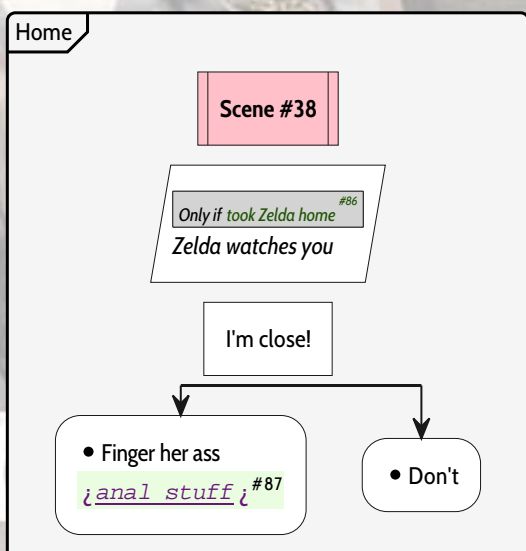 Home
Scene #38
Only if took Zelda home #86
Zelda watches you
I'm close!
• Finger her ass
¿anal stuff¿ #87
• Don't